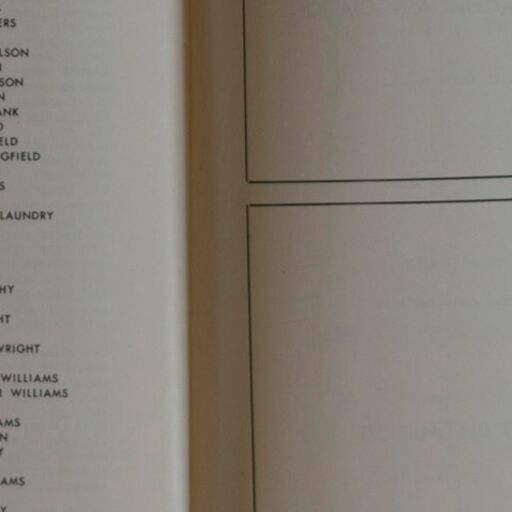 ERS
LSON
SON
N
ANK
D
ELD
GFIELD
S
LAUNDRY
HY
HT
WRIGHT
WILLIAMS
WILLIAMS
AMS
N
Y
AMS
Y